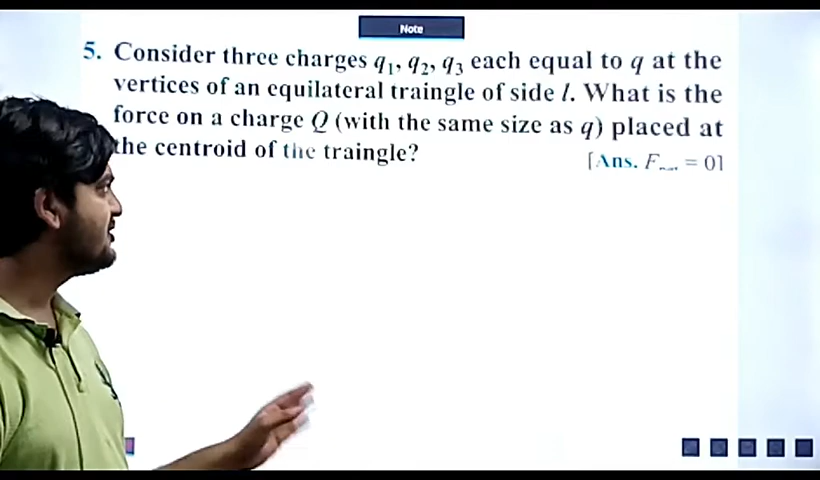 Note
5. Consider three charges q₁, q₂, q₃ each equal to q at the
vertices of an equilateral traingle of side l. What is the
force on a charge Q (with the same size as q) placed at
the centroid of the traingle?
[Ans. F = 0]